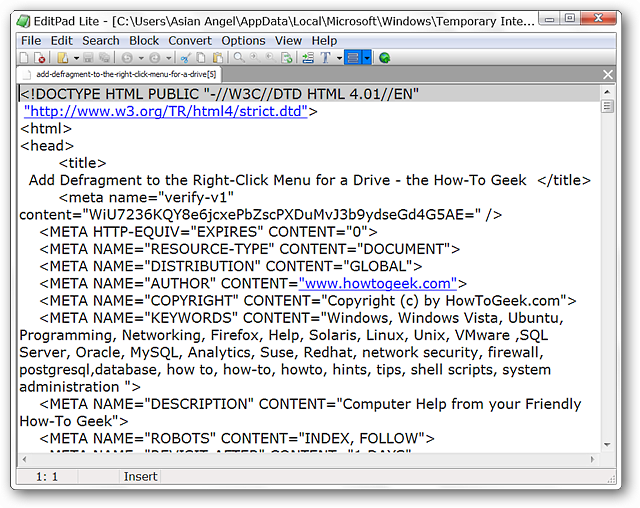 EditPad Lite - [C:\Users\Asian Angel\AppData\Local\Microsoft\Windows\Temporary Inte...
File Edit Search Block Convert Options View Help
add-defragment-to-the-right-click-menu-for-a-drive[5]
<!DOCTYPE HTML PUBLIC "-//W3C//DTD HTML 4.01//EN"
"http://www.w3.org/TR/html4/strict.dtd">
<html>
<head>
<title>
Add Defragment to the Right-Click Menu for a Drive - the How-To Geek </title>
<meta name="verify-v1"
content="WiU7236KQY8e6jcxePbZscPXDuMvJ3b9ydseGd4G5AE=" />
<META HTTP-EQUIV="EXPIRES" CONTENT="0">
<META NAME="RESOURCE-TYPE" CONTENT="DOCUMENT">
<META NAME="DISTRIBUTION" CONTENT="GLOBAL">
<META NAME="AUTHOR" CONTENT="www.howtogeek.com">
<META NAME="COPYRIGHT" CONTENT="Copyright (c) by HowToGeek.com">
<META NAME="KEYWORDS" CONTENT="Windows, Windows Vista, Ubuntu,
Programming, Networking, Firefox, Help, Solaris, Linux, Unix, VMware ,SQL
Server, Oracle, MySQL, Analytics, Suse, Redhat, network security, firewall,
postgresql,database, how to, how-to, howto, hints, tips, shell scripts, system
administration ">
<META NAME="DESCRIPTION" CONTENT="Computer Help from your Friendly
How-To Geek">
<META NAME="ROBOTS" CONTENT="INDEX, FOLLOW">
<META NAME="REVISIT-AFTER" CONTENT="1 DAYS"
1: 1 Insert